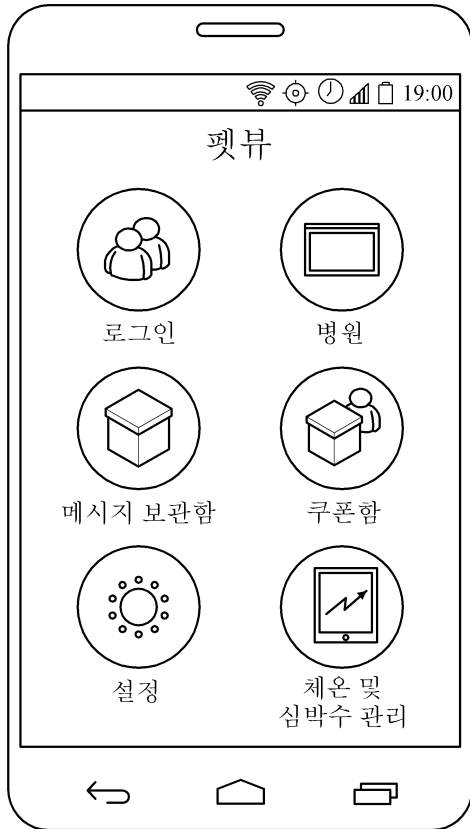 19:00
펫뷰
로그인
병원
메시지 보관함
쿠폰함
설정
체온 및
심박수 관리